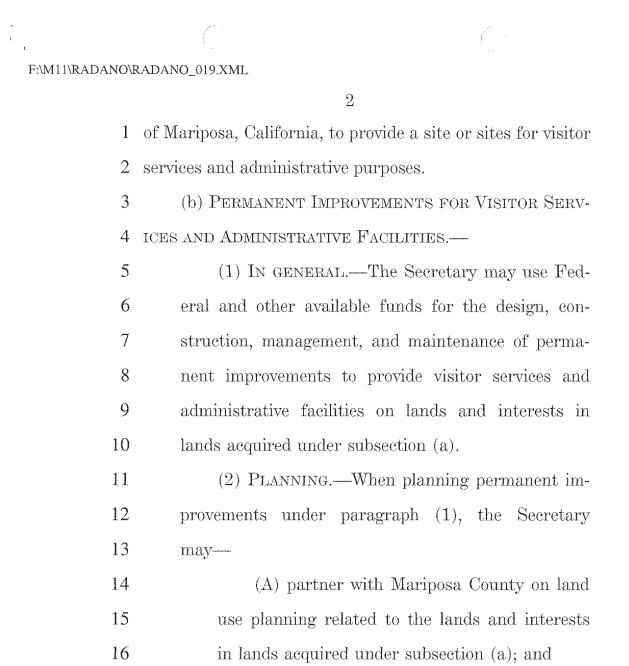 F:\M11\RADANO\RADANO_019.XML
2
1 of Mariposa, California, to provide a site or sites for visitor
2 services and administrative purposes.
3 (b) PERMANENT IMPROVEMENTS FOR VISITOR SERV-
4 ICES AND ADMINISTRATIVE FACILITIES.—
5 (1) IN GENERAL.—The Secretary may use Fed-
6 eral and other available funds for the design, con-
7 struction, management, and maintenance of perma-
8 nent improvements to provide visitor services and
9 administrative facilities on lands and interests in
10 lands acquired under subsection (a).
11 (2) PLANNING.—When planning permanent im-
12 provements under paragraph (1), the Secretary
13 may—
14 (A) partner with Mariposa County on land
15 use planning related to the lands and interests
16 in lands acquired under subsection (a); and